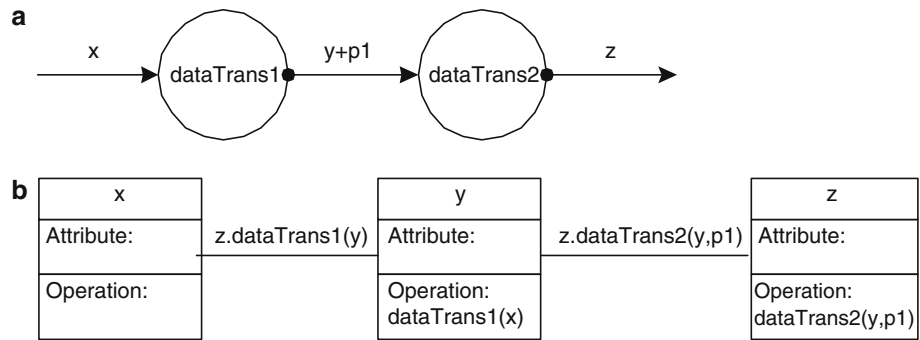 a
x
y+p1
z
dataTrans1
dataTrans2
b
x
y
z
Attribute:
z.dataTrans1(y)
Attribute:
z.dataTrans2(y,p1)
Attribute:
Operation:
Operation:
dataTrans1(x)
Operation:
dataTrans2(y,p1)